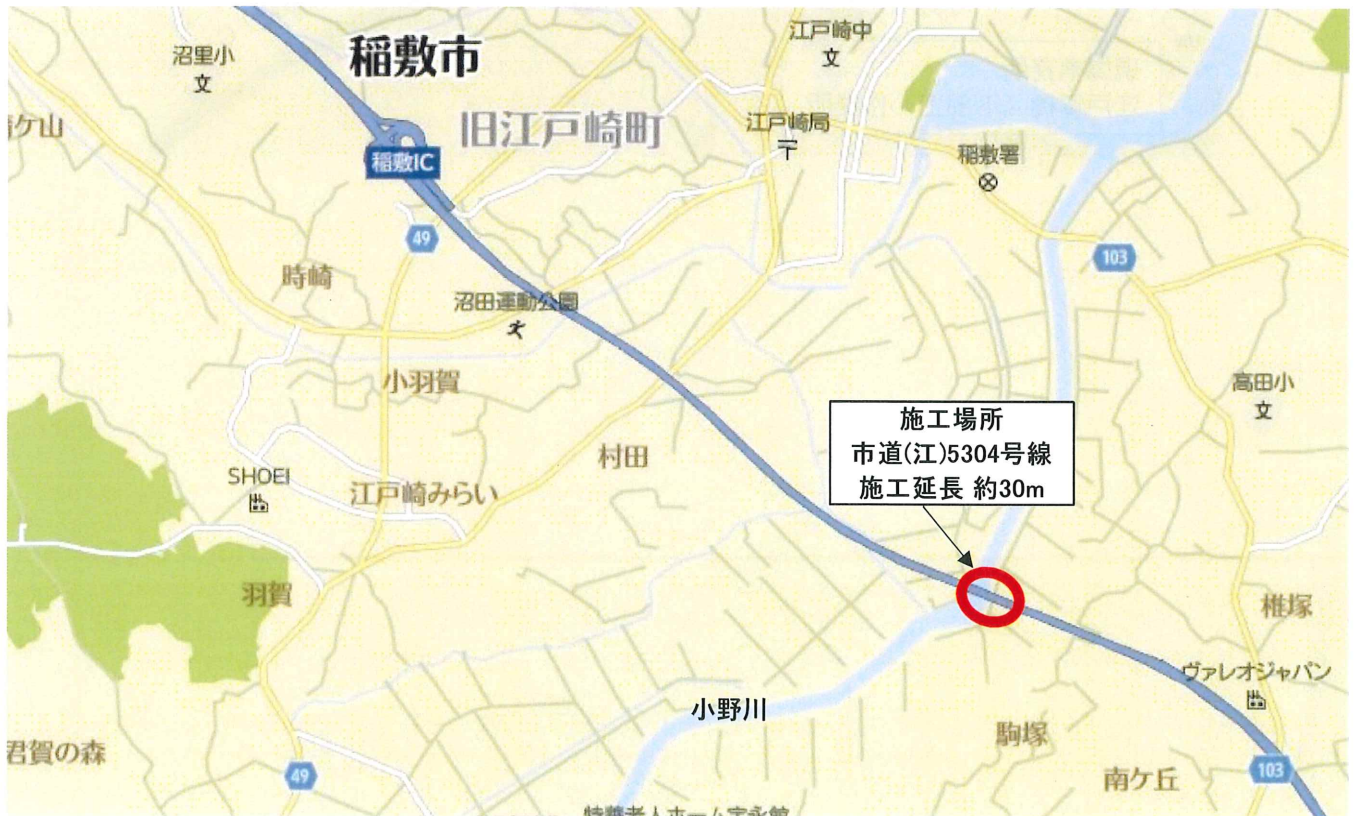 稲敷市
沼里小
江戸崎中
ケ山
旧江戸崎町
江戸崎局
稲敷IC
稲敷署
49
103
時崎
沼田運動公園
小羽賀
高田小
施工場所
市道(江)5304号線
施工延長 約30m
村田
SHOEI
江戸崎みらい
羽賀
椎塚
ヴァレオジャパン
小野川
駒塚
君賀の森
49
南ケ丘
103